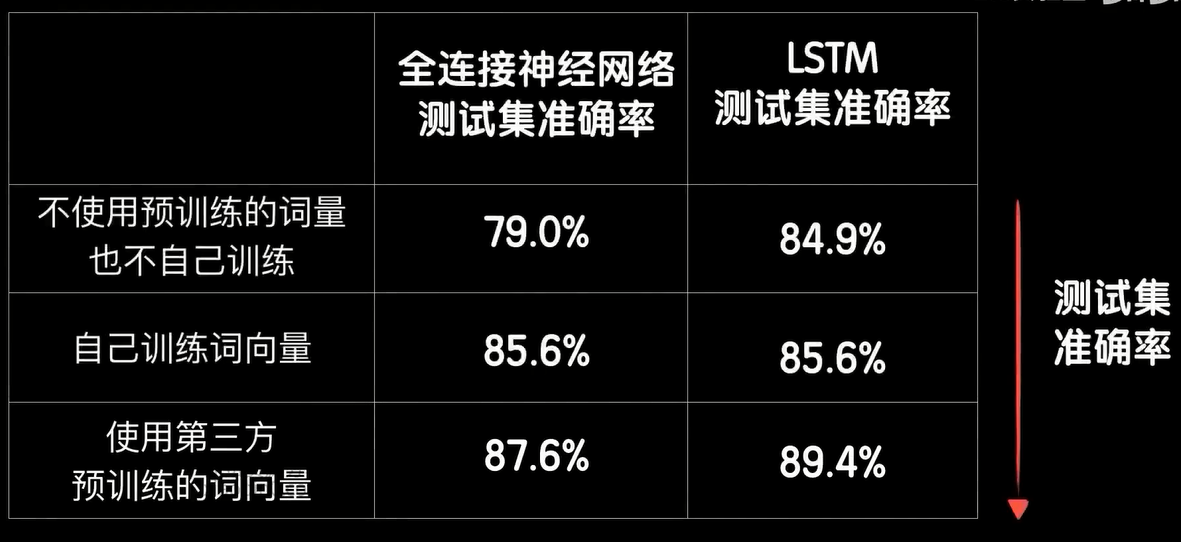 全连接神经网络
测试集准确率
LSTM
测试集准确率
不使用预训练的词量
也不自己训练
79.0%
84.9%
自己训练词向量
85.6%
85.6%
使用第三方
预训练的词向量
87.6%
89.4%
测试集
准确率